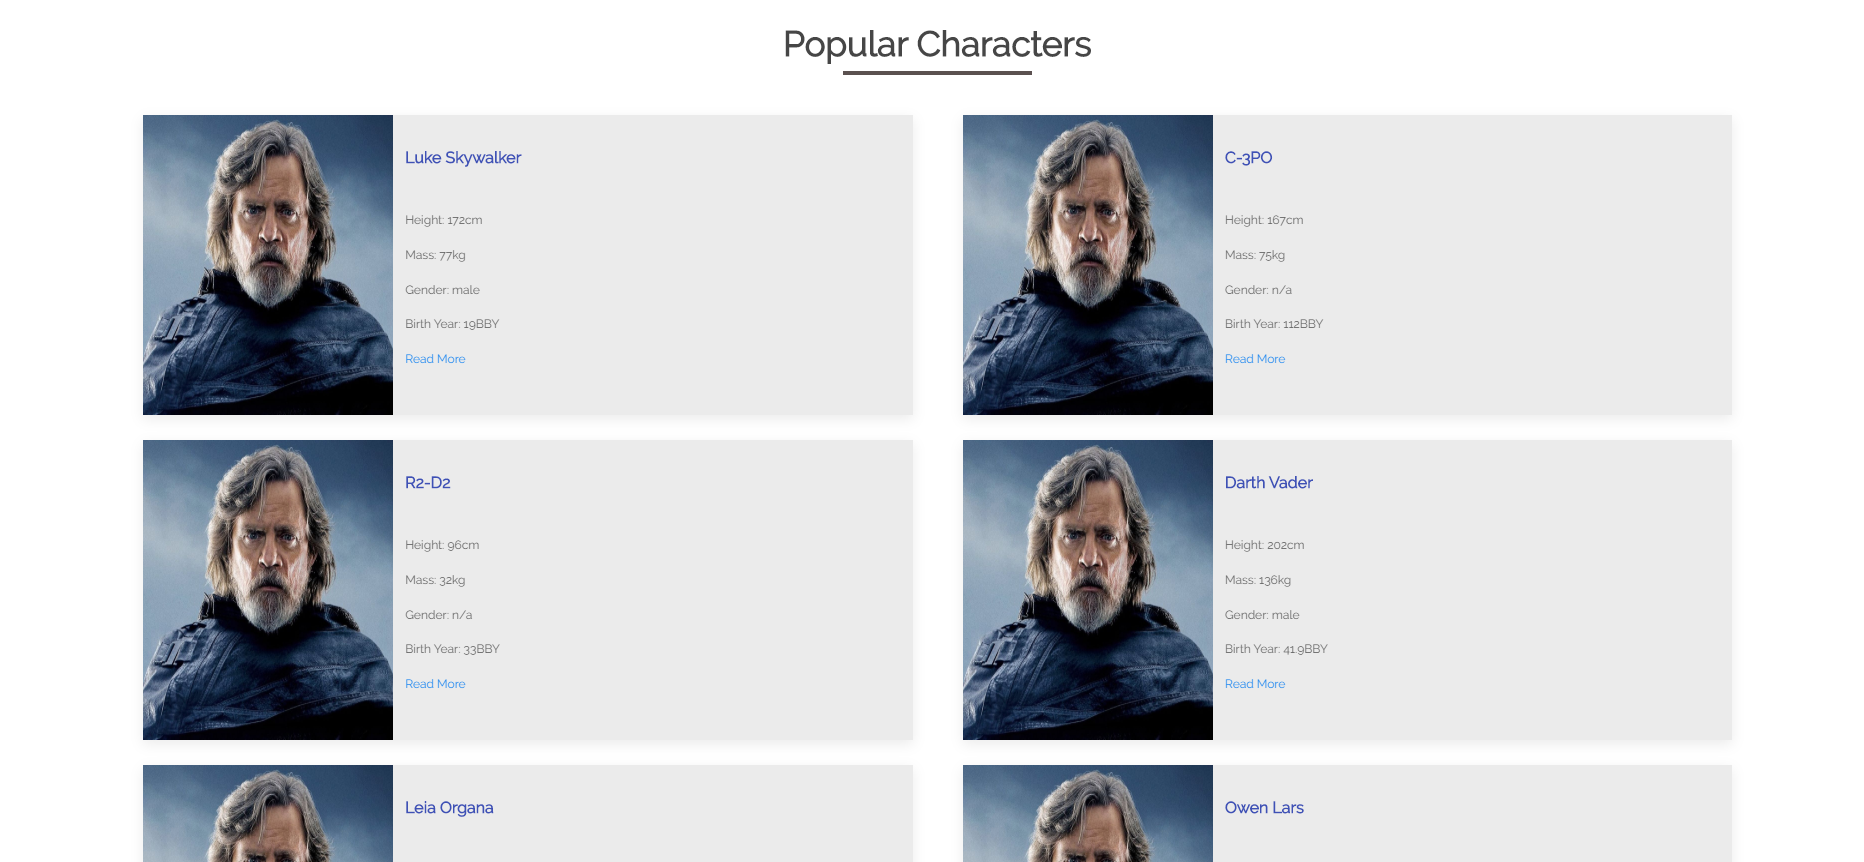 Popular Characters
Luke Skywalker
Height: 172cm
Mass: 77kg
Gender: male
Birth Year: 19BBY
Read More
C-3PO
Height: 167cm
Mass: 75kg
Gender: n/a
Birth Year: 112BBY
Read More
R2-D2
Height: 96cm
Mass: 32kg
Gender: n/a
Birth Year: 33BBY
Read More
Darth Vader
Height: 202cm
Mass: 136kg
Gender: male
Birth Year: 41.9BBY
Read More
Leia Organa
Owen Lars